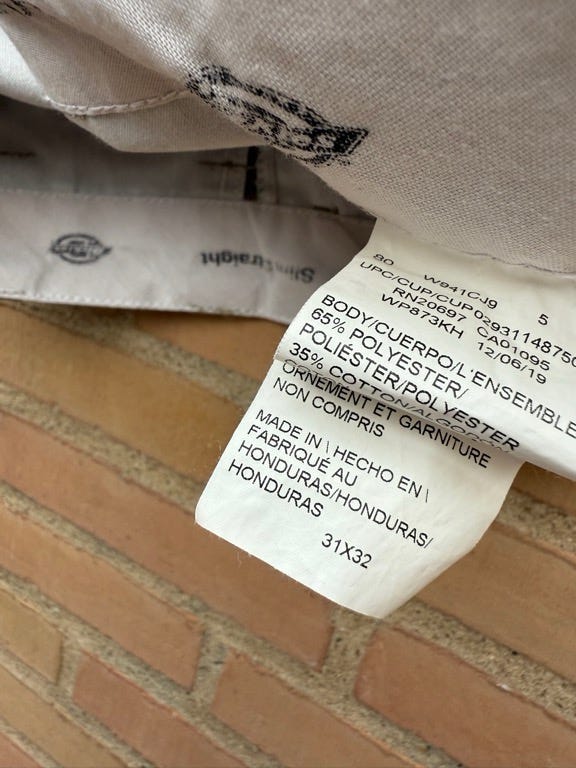 Slim Straight
80 W941CJ9 5
UPC/CUP/CUP 02931148750
RN20697 CA01095
WP873KH 12/06/19
BODY/CUERPO/L'ENSEMBLE
65% POLYESTER/
POLIÉSTER/POLYESTER
35% COTTON/ALGODON
ORNEMENT ET GARNITURE
NON COMPRIS
MADE IN \ HECHO EN \
FABRIQUÉ AU
HONDURAS/HONDURAS/
HONDURAS
31X32